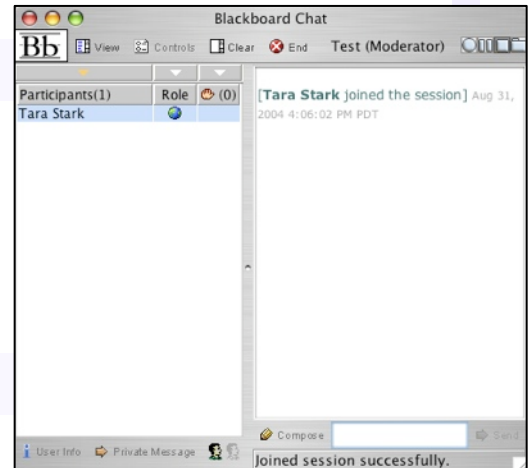 Blackboard Chat
Bb View Controls Clear End Test (Moderator)
Participants(1) Role (0)
Tara Stark
[Tara Stark joined the session] Aug 31,
2004 4:06:02 PM PDT
Compose Send
User Info Private Message
Joined session successfully.